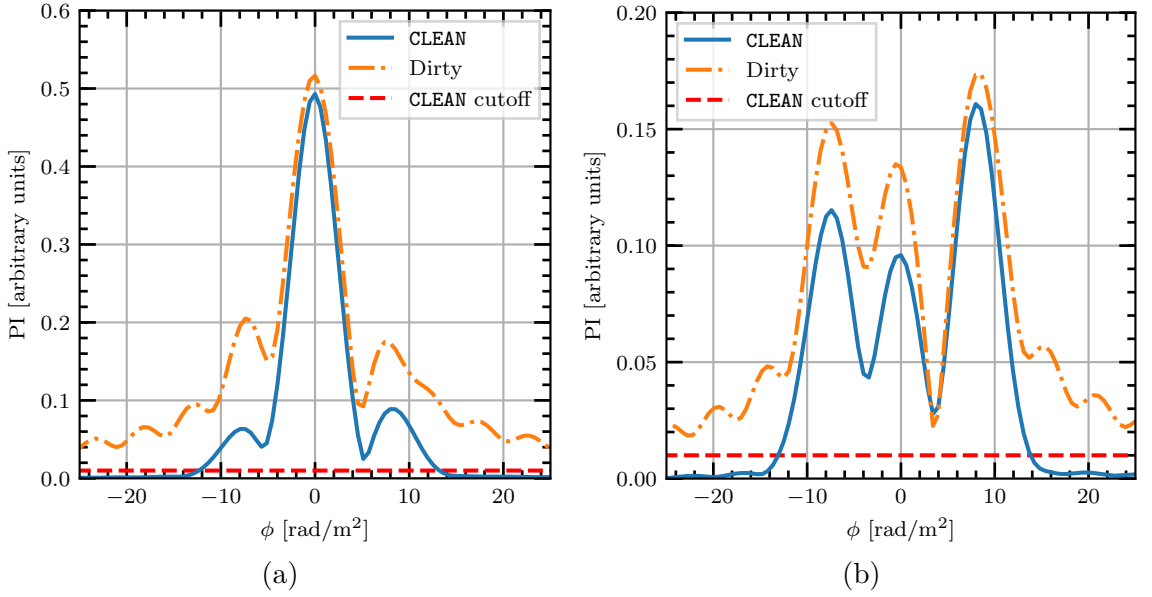 0.6
0.5
0.4
0.3
0.2
0.1
0.0
PI [arbitrary units]
CLEAN
Dirty
CLEAN cutoff
−20 −10 0 10 20
ϕ [rad/m²]
(a)
0.20
0.15
0.10
0.05
0.00
PI [arbitrary units]
CLEAN
Dirty
CLEAN cutoff
−20 −10 0 10 20
ϕ [rad/m²]
(b)